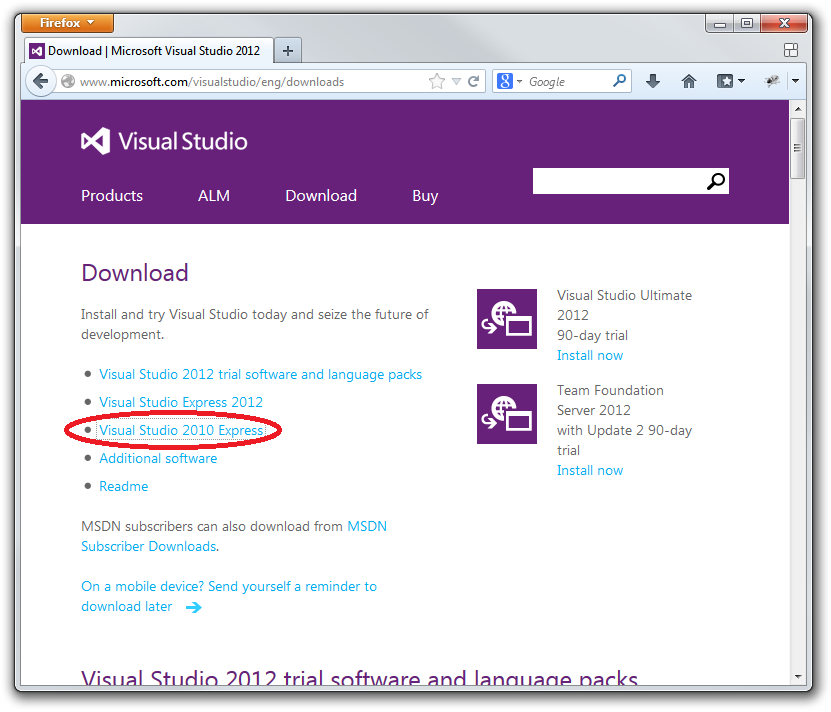 Firefox
Download | Microsoft Visual Studio 2012
www.microsoft.com/visualstudio/eng/downloads
Google
Visual Studio
Products ALM Download Buy
Download
Install and try Visual Studio today and seize the future of
development.
Visual Studio 2012 trial software and language packs
Visual Studio Express 2012
Visual Studio 2010 Express
Additional software
Readme
MSDN subscribers can also download from MSDN
Subscriber Downloads.
On a mobile device? Send yourself a reminder to
download later
Visual Studio Ultimate
2012
90-day trial
Install now
Team Foundation
Server 2012
with Update 2 90-day
trial
Install now
Visual Studio 2012 trial software and language packs